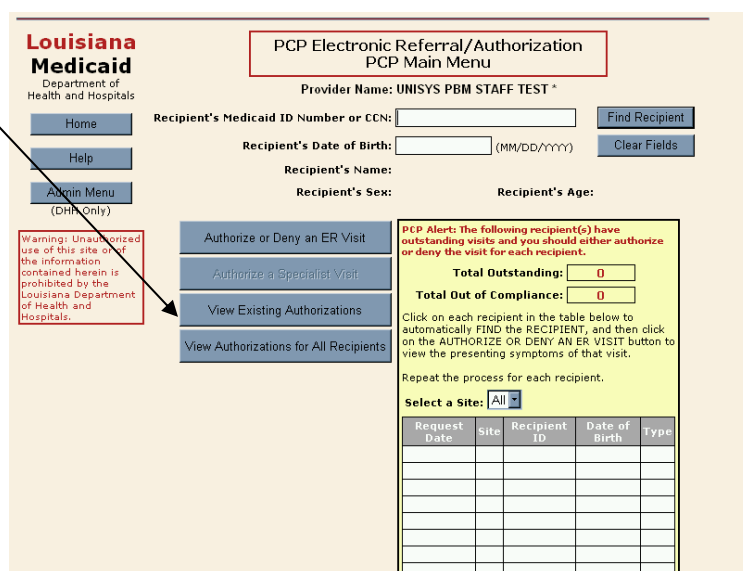 Louisiana
Medicaid
Department of
Health and Hospitals
Home
Help
Admin Menu
(DHH Only)
Warning: Unauthorized
use of this site or of
the information
contained herein is
prohibited by the
Louisiana Department
of Health and
Hospitals.
PCP Electronic Referral/Authorization
PCP Main Menu
Provider Name: UNISYS PBM STAFF TEST *
Recipient's Medicaid ID Number or CCN:
Find Recipient
Recipient's Date of Birth: (MM/DD/YYYY)
Clear Fields
Recipient's Name:
Recipient's Sex: Recipient's Age:
Authorize or Deny an ER Visit
Authorize a Specialist Visit
View Existing Authorizations
View Authorizations for All Recipients
PCP Alert: The following recipient(s) have
outstanding visits and you should either authorize
or deny the visit for each recipient.
Total Outstanding: 0
Total Out of Compliance: 0
Click on each recipient in the table below to
automatically FIND the RECIPIENT, and then click
on the AUTHORIZE OR DENY AN ER VISIT button to
view the presenting symptoms of that visit.
Repeat the process for each recipient.
Select a Site: All
Request Date Site Recipient ID Date of Birth Type